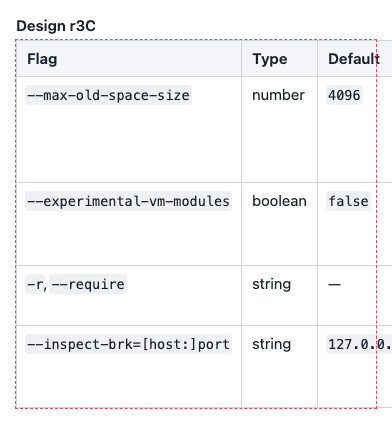 Design r3C
Flag Type Default
--max-old-space-size number 4096
--experimental-vm-modules boolean false
-r, --require string —
--inspect-brk=[host:]port string 127.0.0.